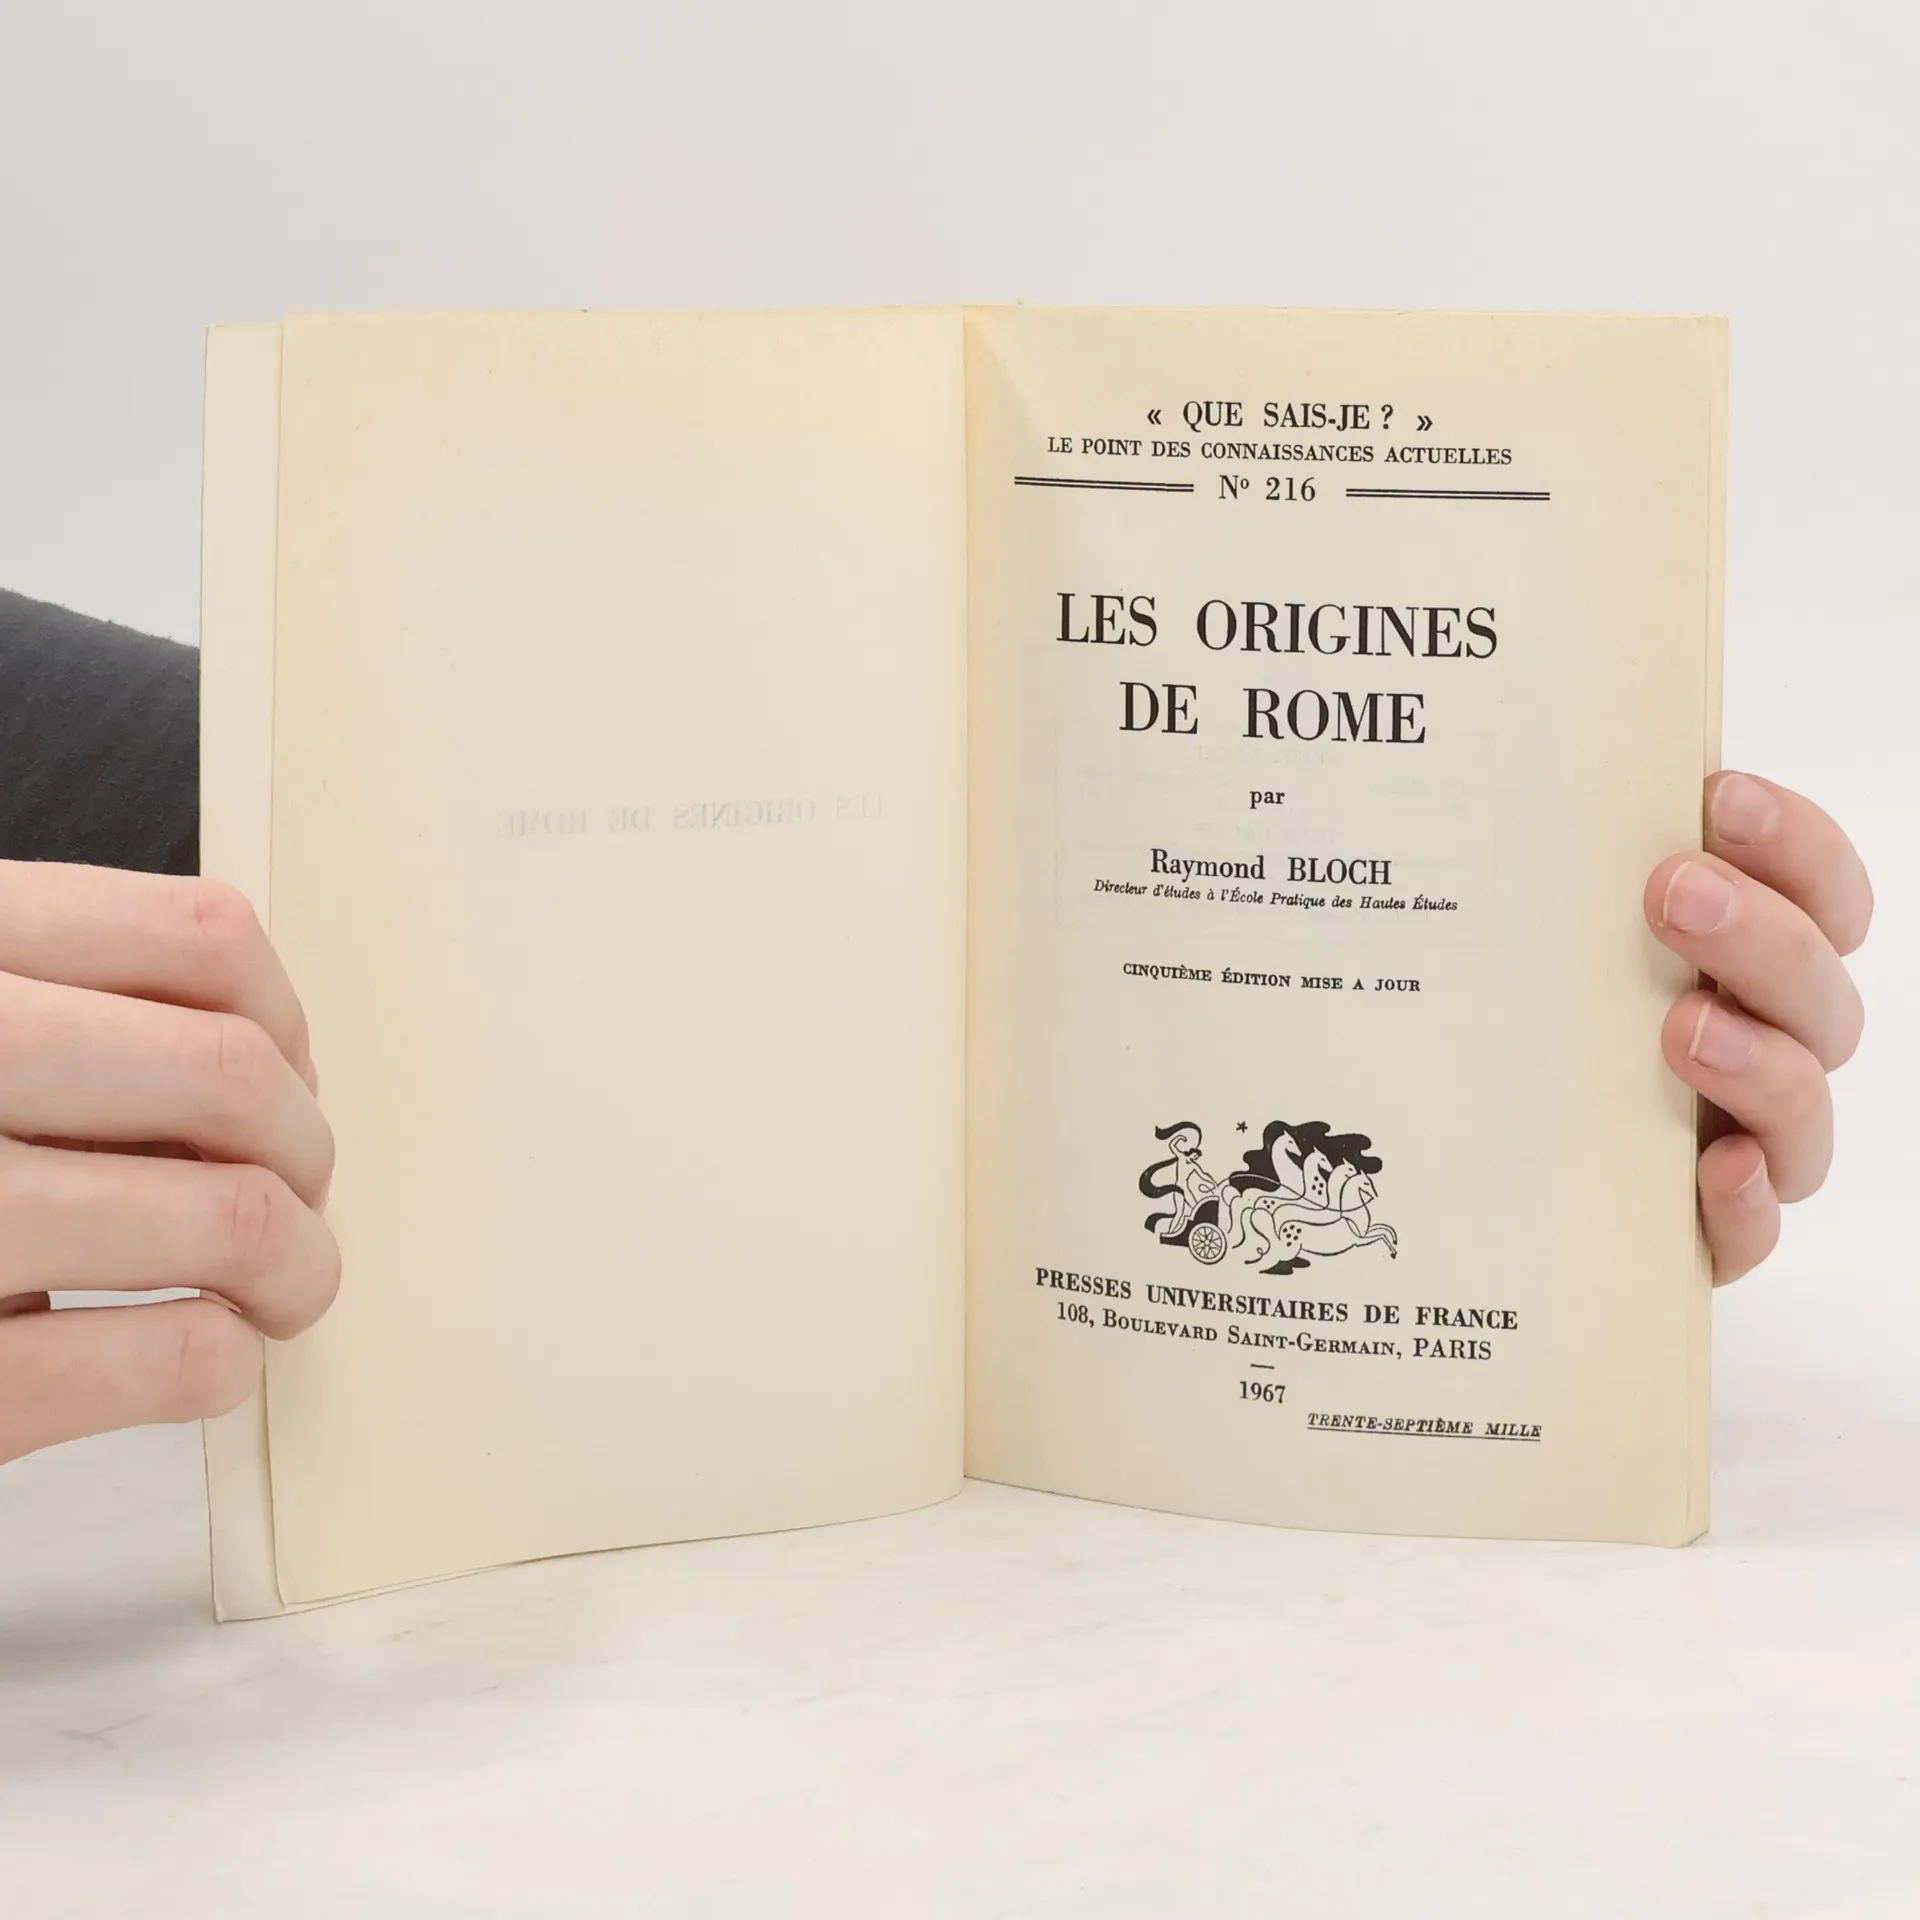 « QUE SAIS-JE ? »
LE POINT DES CONNAISSANCES ACTUELLES
Nº 216
LES ORIGINES
DE ROME
par
Raymond BLOCH
Directeur d'études à l'École Pratique des Hautes Études
CINQUIÈME ÉDITION MISE A JOUR
PRESSES UNIVERSITAIRES DE FRANCE
108, BOULEVARD SAINT-GERMAIN, PARIS
1967
TRENTE-SEPTIÈME MILLE